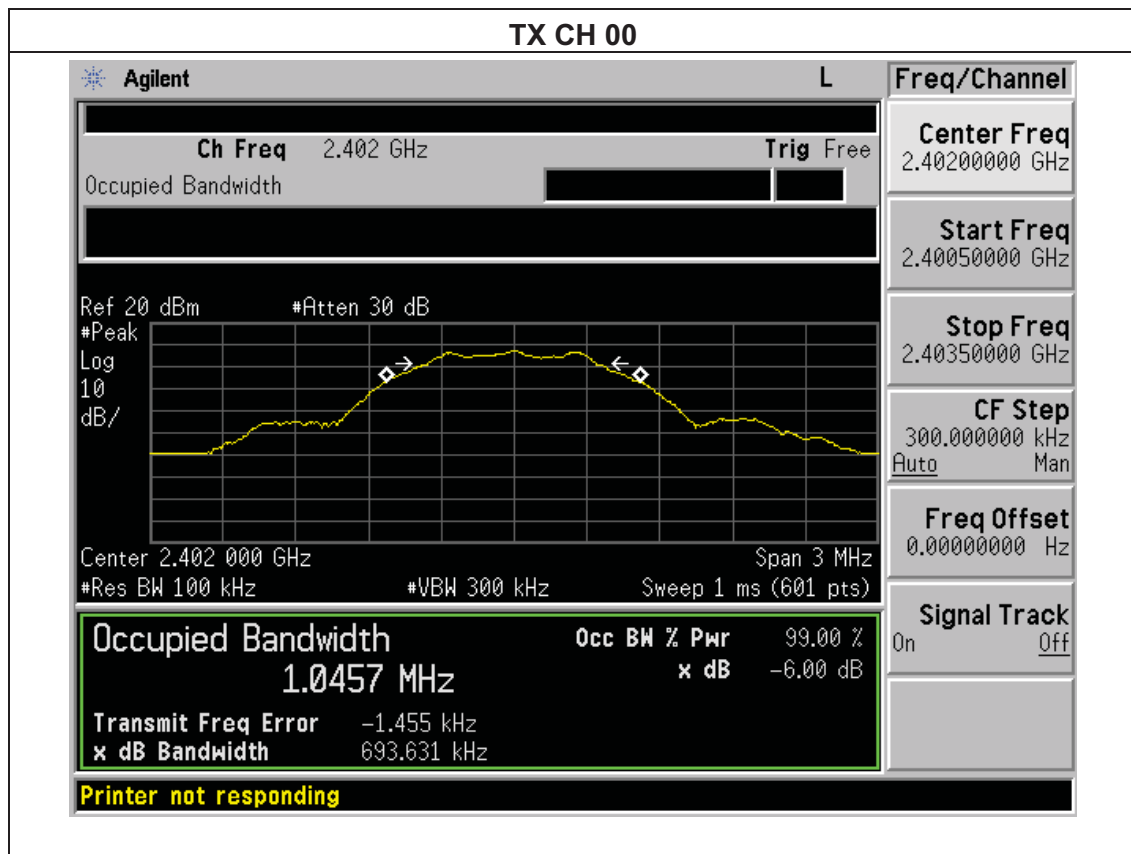 TX CH 00
Agilent L Freq/Channel
Ch Freq 2.402 GHz Trig Free
Occupied Bandwidth
Center Freq
2.40200000 GHz
Start Freq
2.40050000 GHz
Stop Freq
2.40350000 GHz
CF Step
300.000000 kHz
Auto Man
Freq Offset
0.00000000 Hz
Signal Track
On Off
Ref 20 dBm #Atten 30 dB
#Peak
Log
10
dB/
Center 2.402 000 GHz Span 3 MHz
#Res BW 100 kHz #VBW 300 kHz Sweep 1 ms (601 pts)
Occupied Bandwidth Occ BW % Pwr 99.00 %
1.0457 MHz x dB -6.00 dB
Transmit Freq Error -1.455 kHz
x dB Bandwidth 693.631 kHz
Printer not responding